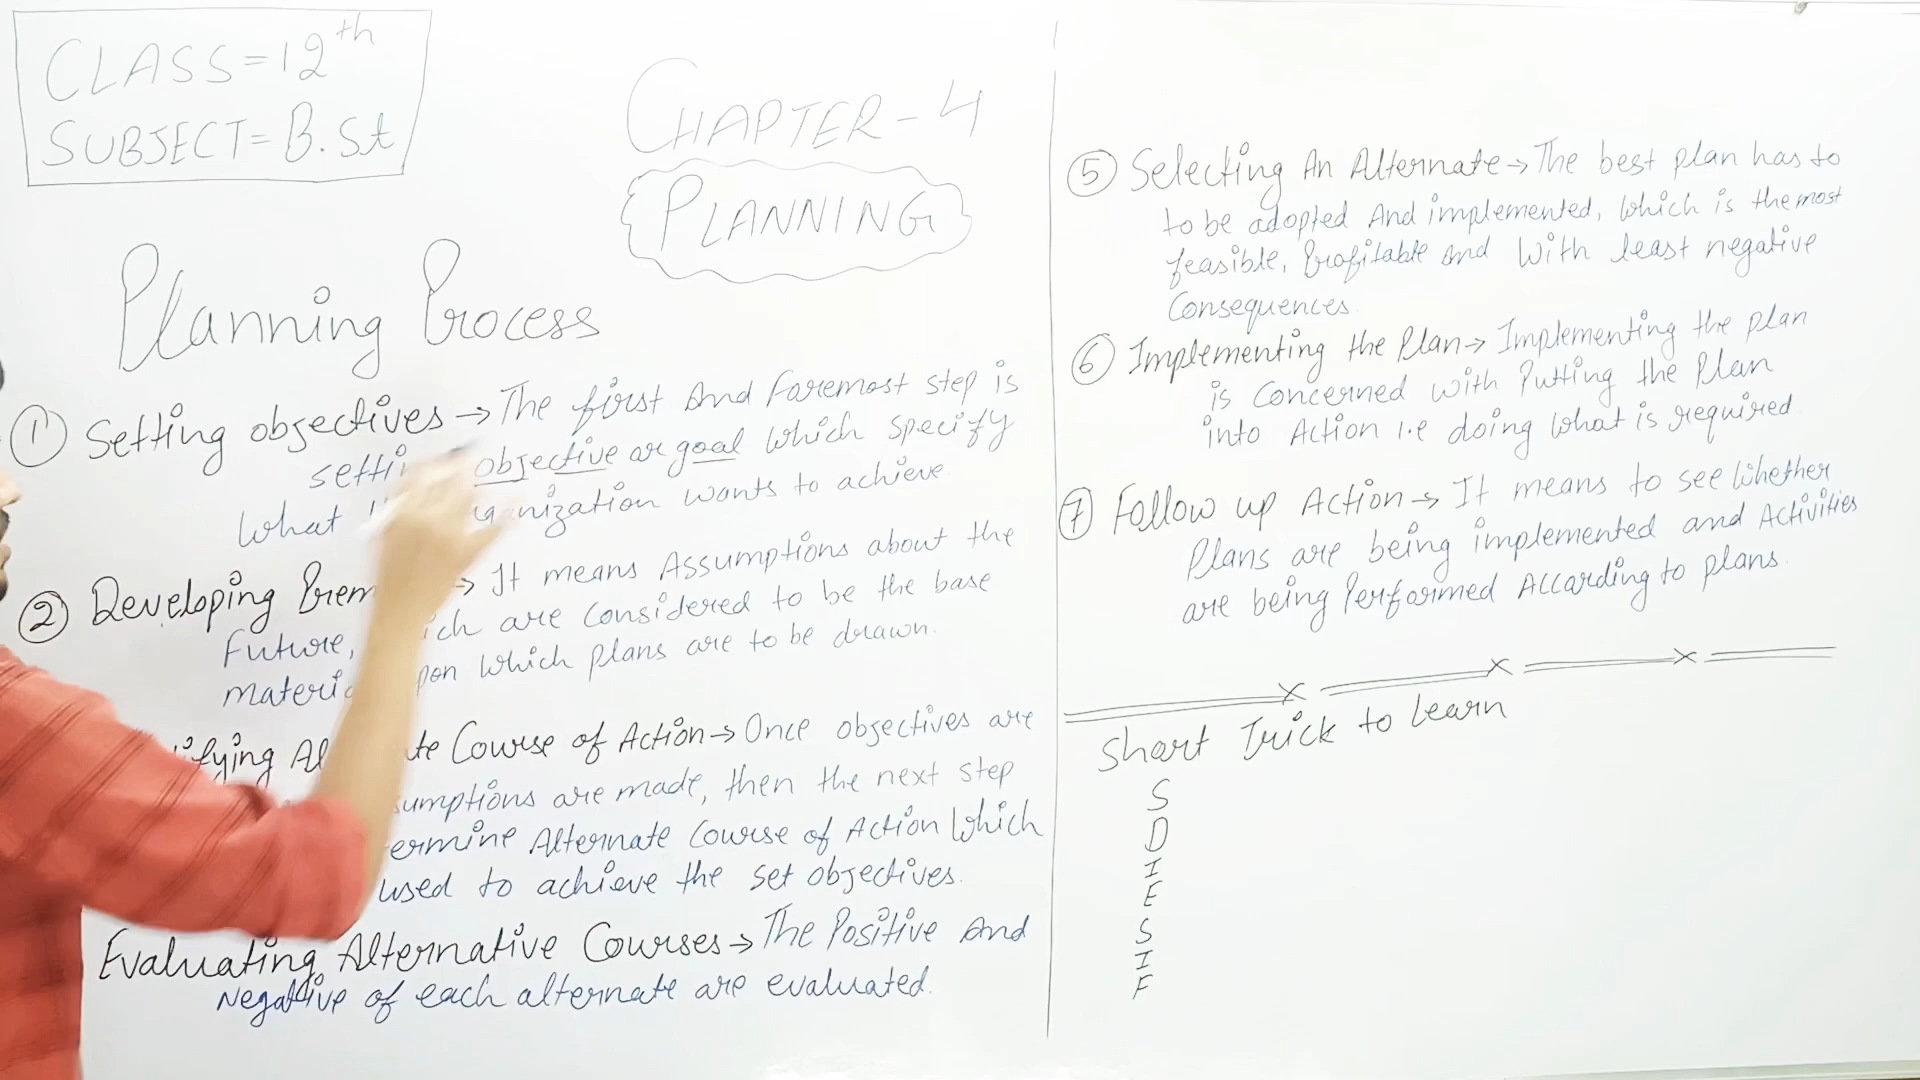 CLASS = 12th
SUBJECT = B.St
CHAPTER - 4
PLANNING
Planning Process
① Setting objectives → The first And Foremost step is
objective or goal which specify
What wants to achieve.
② Developing → It means Assumptions about the
Future, are considered to be the base
which plans are to be drawn.
Course of Action → Once objectives are
are made, then the next step
Alternate Course of Action which
used to achieve the set objectives.
Evaluating Alternative Courses → The Positive And
Negative of each alternate are evaluated.
⑤ Selecting An Alternate → The best plan has to
to be adopted And implemented, which is the most
feasible, Profitable and With least negative
Consequences
⑥ Implementing the Plan → Implementing the plan
is Concerned with Putting the Plan
into Action i.e doing what is required
⑦ Follow up Action → It means to see Whether
Plans are being implemented and Activities
are being Performed According to plans.
Short Trick to learn
S
D
I
E
S
I
F